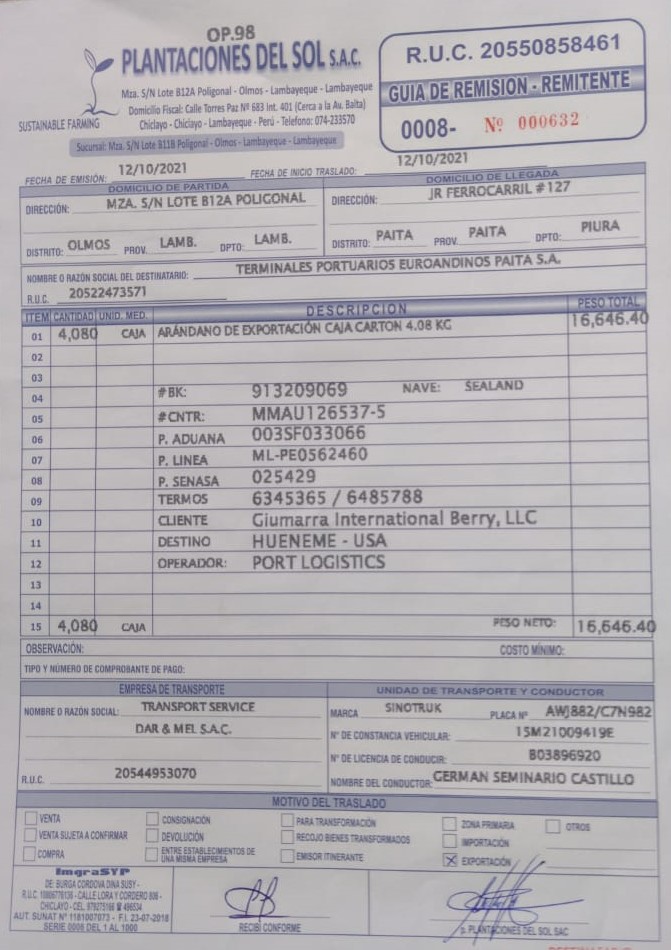 OP.98
PLANTACIONES DEL SOL S.A.C.
Mza. S/N Lote B12A Poligonal - Olmos - Lambayeque - Lambayeque
Domicilio Fiscal: Calle Torres Paz Nº 683 Int. 401 (Cerca a la Av. Balta)
Chiclayo - Chiclayo - Lambayeque - Perú - Telefono: 074-233570
SUSTAINABLE FARMING
Sucursal: Mza. S/N Lote B11B Poligonal - Olmos - Lambayeque - Lambayeque
R.U.C. 20550858461
GUIA DE REMISION - REMITENTE
0008- Nº 000632
FECHA DE EMISIÓN: 12/10/2021 FECHA DE INICIO TRASLADO: 12/10/2021
DOMICILIO DE PARTIDA
DIRECCIÓN: MZA. S/N LOTE B12A POLIGONAL
DISTRITO: OLMOS PROV. LAMB. DPTO: LAMB.
DOMICILIO DE LLEGADA
DIRECCIÓN: JR FERROCARRIL #127
DISTRITO: PAITA PROV. PAITA DPTO: PIURA
NOMBRE O RAZÓN SOCIAL DEL DESTINATARIO: TERMINALES PORTUARIOS EUROANDINOS PAITA S.A.
R.U.C. 20522473571
ITEM CANTIDAD UNID. MED. DESCRIPCION PESO TOTAL
01 4,080 CAJA ARÁNDANO DE EXPORTACIÓN CAJA CARTON 4.08 KG 16,646.40
02
03
04 #BK: 913209069 NAVE: SEALAND
05 #CNTR: MMAU126537-5
06 P. ADUANA 003SF033066
07 P. LINEA ML-PE0562460
08 P. SENASA 025429
09 TERMOS 6345365 / 6485788
10 CLIENTE Giumarra International Berry, LLC
11 DESTINO HUENEME - USA
12 OPERADOR: PORT LOGISTICS
13
14
15 4,080 CAJA PESO NETO: 16,646.40
OBSERVACIÓN: COSTO MÍNIMO:
TIPO Y NÚMERO DE COMPROBANTE DE PAGO:
EMPRESA DE TRANSPORTE
NOMBRE O RAZÓN SOCIAL: TRANSPORT SERVICE
DAR & MEL S.A.C.
R.U.C. 20544953070
UNIDAD DE TRANSPORTE Y CONDUCTOR
MARCA SINOTRUK PLACA Nº AWJ882/C7N982
Nº DE CONSTANCIA VEHICULAR: 15M21009419E
Nº DE LICENCIA DE CONDUCIR: B03896920
NOMBRE DEL CONDUCTOR: GERMAN SEMINARIO CASTILLO
MOTIVO DEL TRASLADO
VENTA
VENTA SUJETA A CONFIRMAR
COMPRA
CONSIGNACIÓN
DEVOLUCIÓN
ENTRE ESTABLECIMIENTOS DE
UNA MISMA EMPRESA
PARA TRANSFORMACIÓN
RECOJO BIENES TRANSFORMADOS
EMISOR ITINERANTE
ZONA PRIMARIA
IMPORTACIÓN
X EXPORTACIÓN
OTROS
ImgraSYP
DE: BURGA CORDOVA DINA SUSY -
CALLE LORA Y CORDERO 808 -
AUT. SUNAT Nº 1181007073 - F.I. 23-07-2018
SERIE 0008 DEL 1 AL 1000
RECIBÍ CONFORME
p. PLANTACIONES DEL SOL SAC